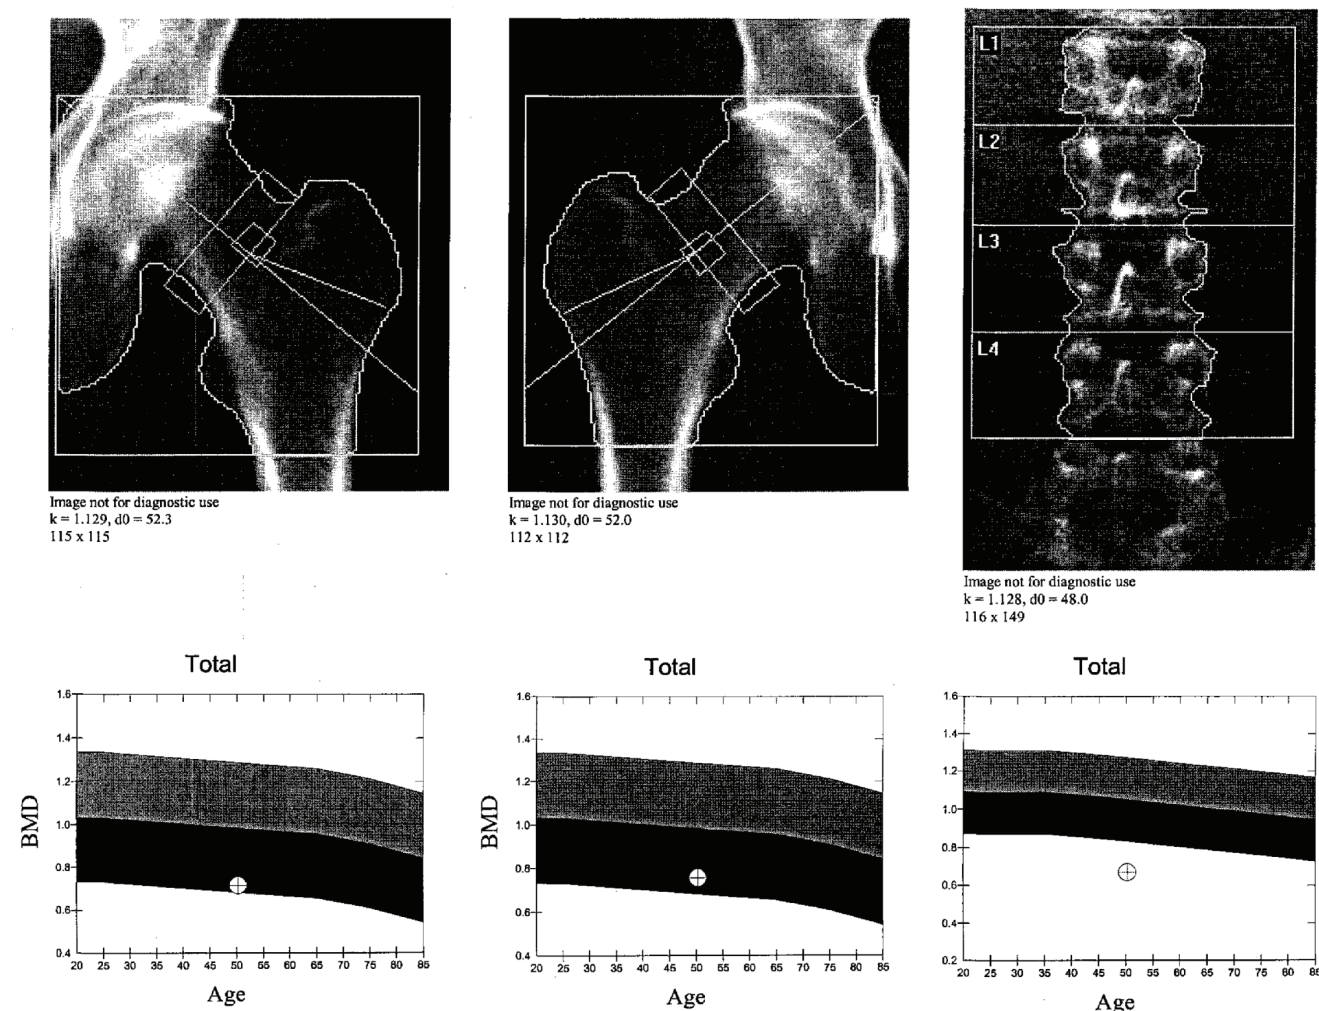 L1
L2
L3
L4
Image not for diagnostic use
k = 1.129, d0 = 52.3
115 x 115
Image not for diagnostic use
k = 1.130, d0 = 52.0
112 x 112
Image not for diagnostic use
k = 1.128, d0 = 48.0
116 x 149
Total
BMD
1.6
1.4
1.2
1.0
0.8
0.6
0.4
20 25 30 35 40 45 50 55 60 65 70 75 80 85
Age
Total
BMD
1.6
1.4
1.2
1.0
0.8
0.6
0.4
20 25 30 35 40 45 50 55 60 65 70 75 80 85
Age
Total
1.6
1.4
1.2
1.0
0.8
0.6
0.4
0.2
20 25 30 35 40 45 50 55 60 65 70 75 80 85
Age